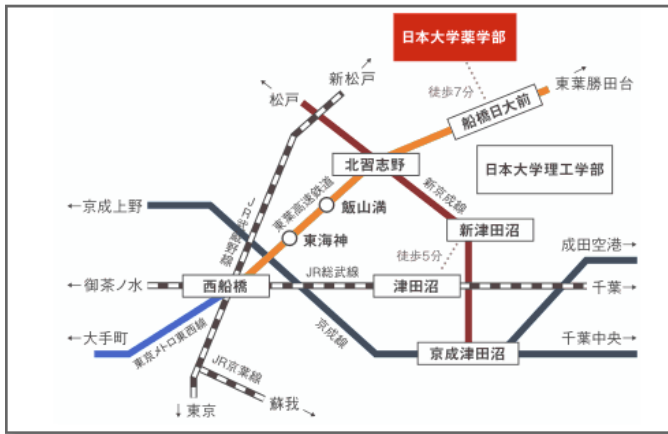 日本大学薬学部
新松戸
松戸
徒歩7分
東葉勝田台
船橋日大前
北習志野
日本大学理工学部
←京成上野
JR武蔵野線
東葉高速鉄道
飯山満
新京成線
新津田沼
東海神
徒歩5分
成田空港→
JR総武線
←御茶ノ水
西船橋
津田沼
千葉→
←大手町
東京メトロ東西線
京成線
京成津田沼
千葉中央→
JR京葉線
↓東京
蘇我